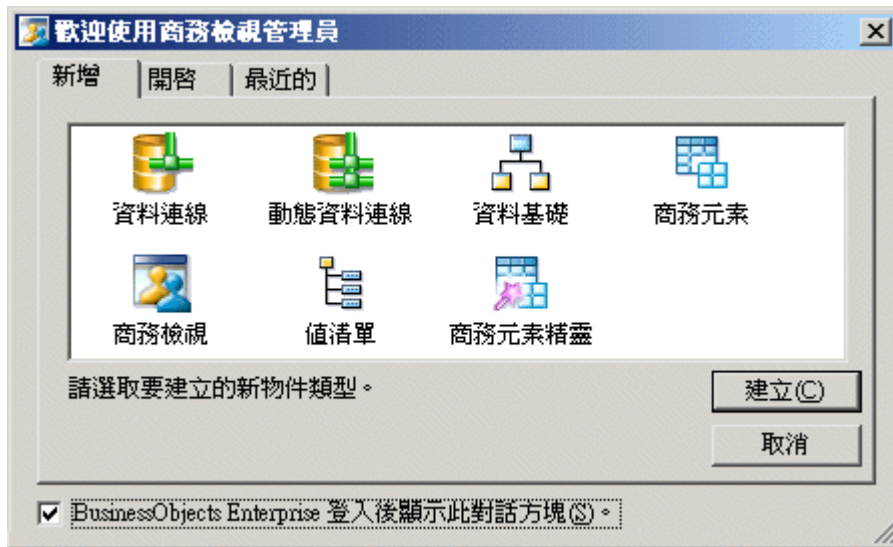 歡迎使用商務檢視管理員
新增 開啓 最近的
資料連線 動態資料連線 資料基礎 商務元素
商務檢視 值清單 商務元素精靈
請選取要建立的新物件類型。
建立(C)
取消
BusinessObjects Enterprise 登入後顯示此對話方塊(S)。